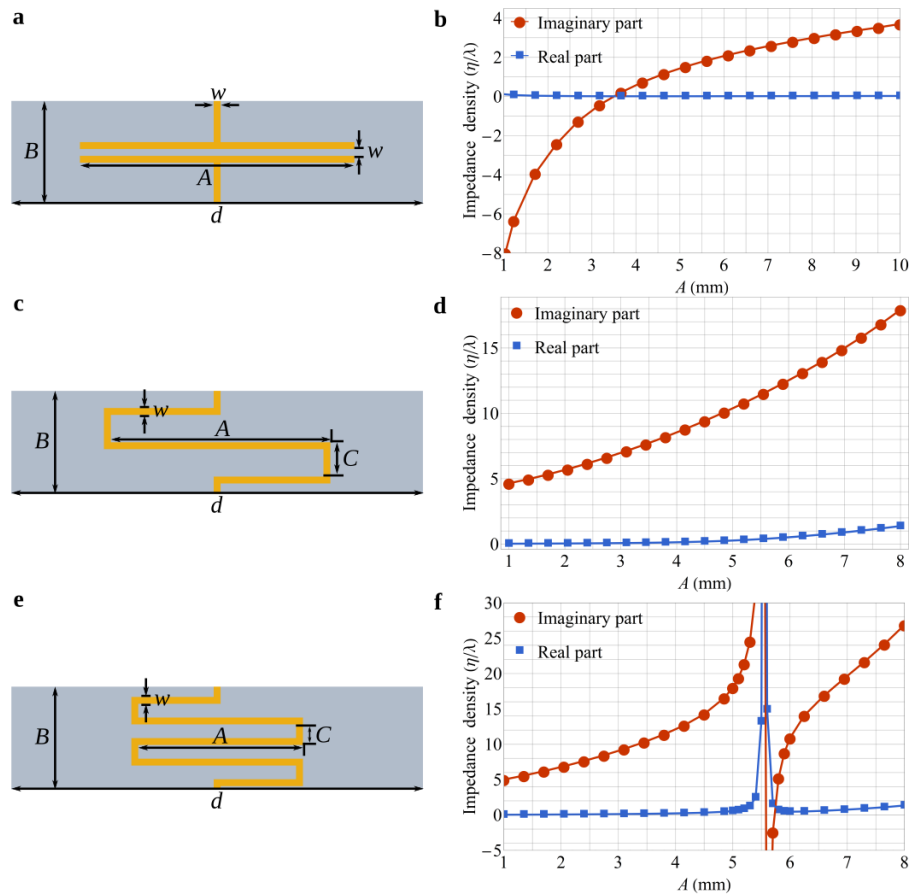 a
w
B
w
A
d
b
Imaginary part
Real part
Impedance density (η/λ)
4
2
0
−2
−4
−6
−8
1 2 3 4 5 6 7 8 9 10
A (mm)
c
w
A
B
C
d
d
Imaginary part
Real part
Impedance density (η/λ)
15
10
5
0
1 2 3 4 5 6 7 8
A (mm)
e
w
B
A
C
d
f
Imaginary part
Real part
Impedance density (η/λ)
30
25
20
15
10
5
0
−5
1 2 3 4 5 6 7 8
A (mm)